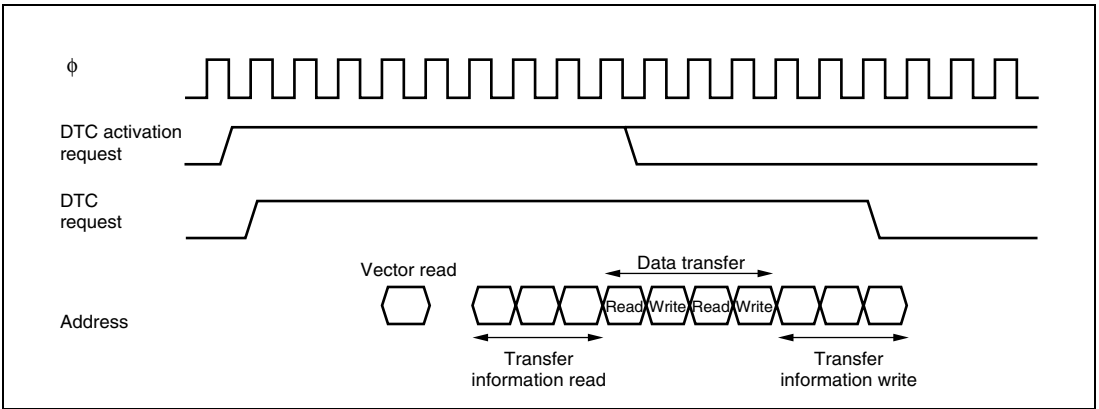 ϕ
DTC activation
request
DTC
request
Vector read
Data transfer
Address
Read Write Read Write
Transfer
information read
Transfer
information write